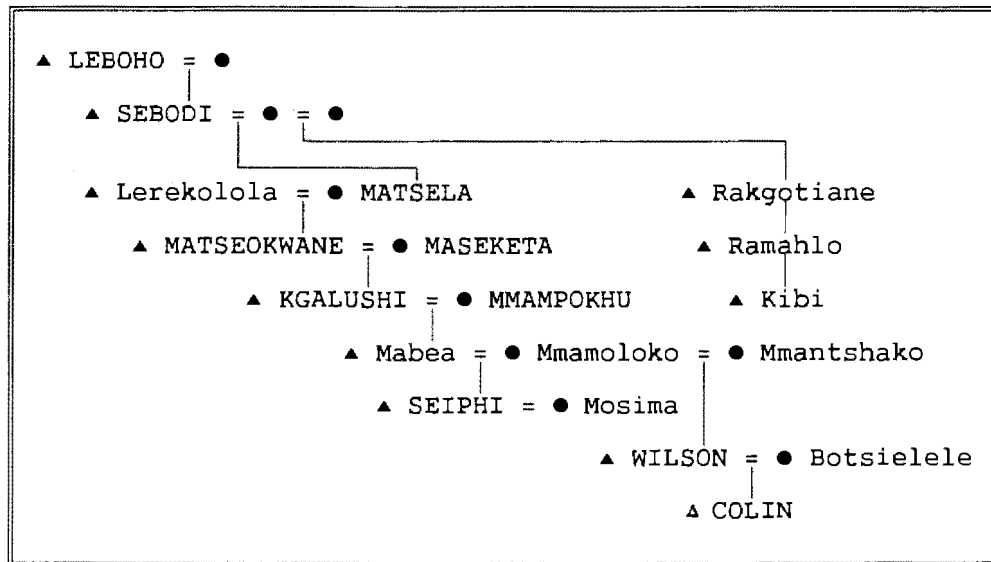 ▲ LEBOHO = ●
▲ SEBODI = ● = ●
▲ Lerekolola = ● MATSELA ▲ Rakgotiane
▲ MATSEOKWANE = ● MASEKETA ▲ Ramahlo
▲ KGALUSHI = ● MMAMPOKHU ▲ Kibi
▲ Mabea = ● Mmamoloko = ● Mmantshako
▲ SEIPHI = ● Mosima
▲ WILSON = ● Botsielele
∆ COLIN